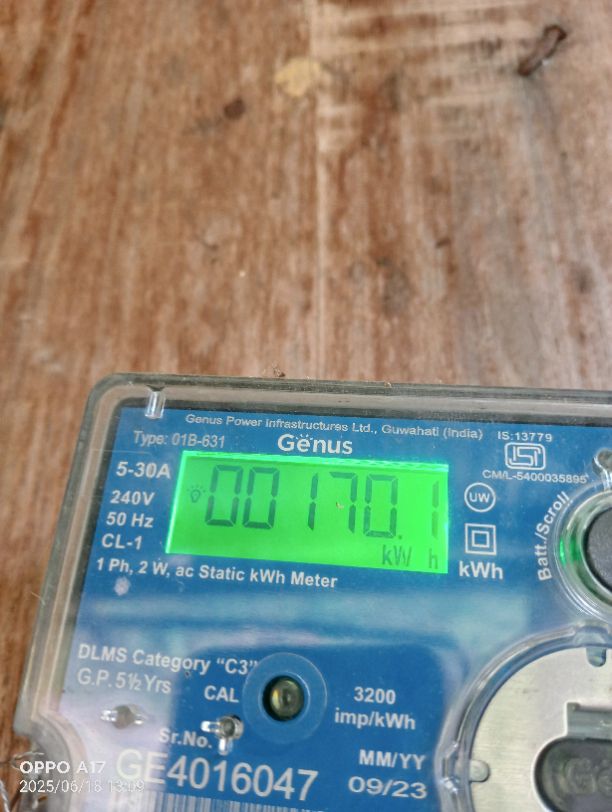 Genus Power Infrastructures Ltd., Guwahati (India)
Type: 01B-631
Genus
IS:13779
CM/L-5400035895
5-30A
240V
50 Hz
CL-1
00170.1
kW h
UW
kWh
Batt./Scroll
1 Ph, 2 W, ac Static kWh Meter
DLMS Category "C3"
G.P. 5½ Yrs
CAL
3200
imp/kWh
Sr.No.
GE4016047
MM/YY
09/23
OPPO A17
2025/06/18 13:09